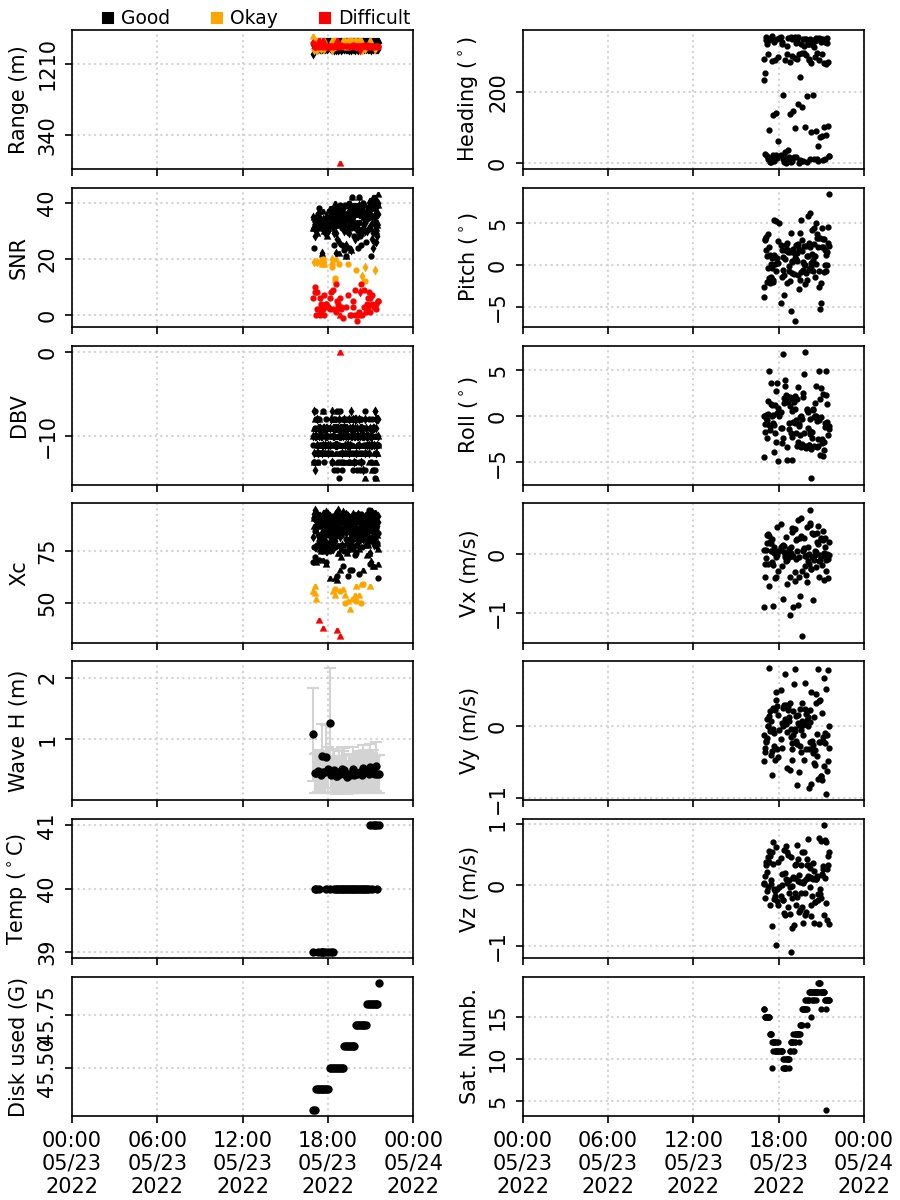 Good Okay Difficult
Range (m)
1210
340
Heading (°)
200
0
SNR
40
20
0
Pitch (°)
5
0
−5
DBV
0
−10
Roll (°)
5
0
−5
Xc
75
50
Vx (m/s)
0
−1
Wave H (m)
2
1
Vy (m/s)
0
−1
Temp (°C)
41
40
39
Vz (m/s)
1
0
−1
Disk used (G)
45.75
45.50
Sat. Numb.
15
10
5
00:00 06:00 12:00 18:00 00:00 00:00 06:00 12:00 18:00 00:00
05/23 05/23 05/23 05/23 05/24 05/23 05/23 05/23 05/23 05/24
2022 2022 2022 2022 2022 2022 2022 2022 2022 2022